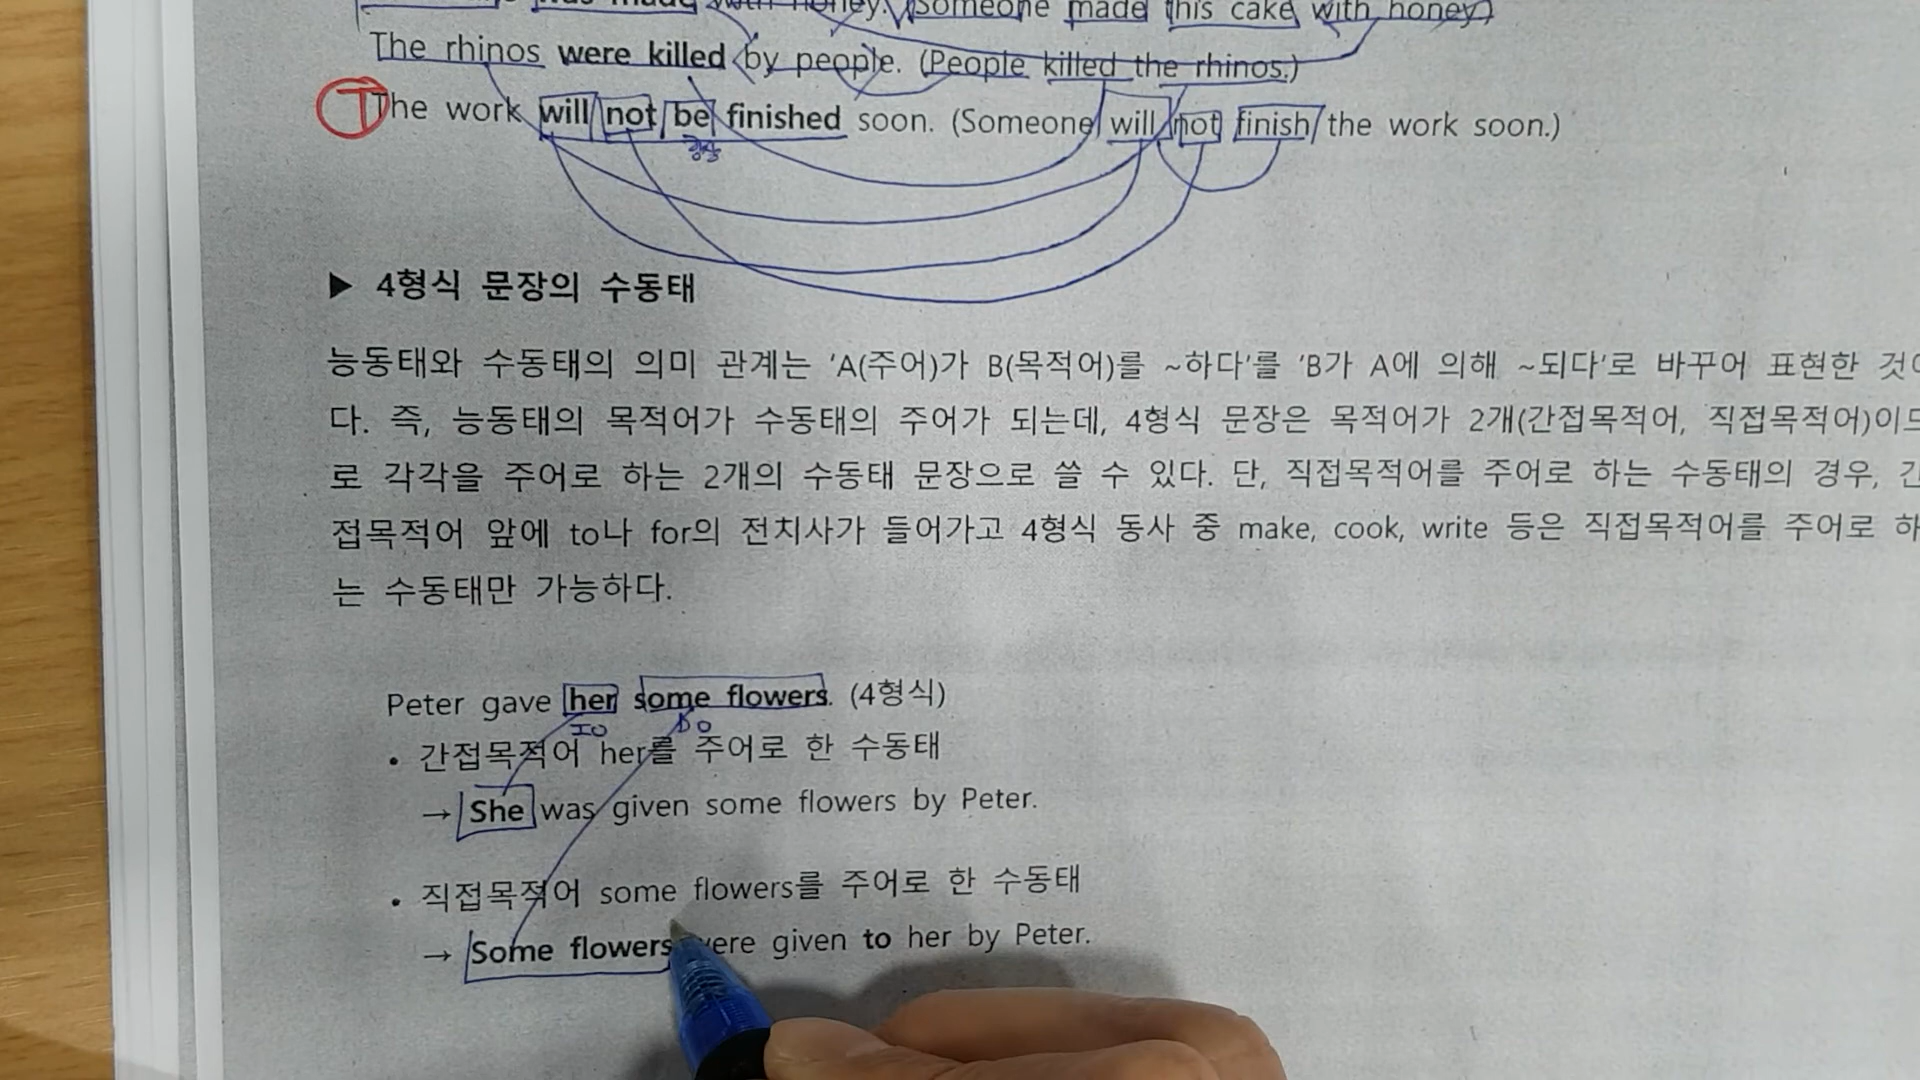 was made with honey. (Someone made this cake with honey)
The rhinos were killed by people. (People killed the rhinos.)
T The work will not be finished soon. (Someone will not finish the work soon.)
▶ 4형식 문장의 수동태
능동태와 수동태의 의미 관계는 'A(주어)가 B(목적어)를 ~하다'를 'B가 A에 의해 ~되다'로 바꾸어 표현한 것이
다. 즉, 능동태의 목적어가 수동태의 주어가 되는데, 4형식 문장은 목적어가 2개(간접목적어, 직접목적어)이므
로 각각을 주어로 하는 2개의 수동태 문장으로 쓸 수 있다. 단, 직접목적어를 주어로 하는 수동태의 경우, 간
접목적어 앞에 to나 for의 전치사가 들어가고 4형식 동사 중 make, cook, write 등은 직접목적어를 주어로 하
는 수동태만 가능하다.
Peter gave her some flowers. (4형식)
IO DO
• 간접목적어 her를 주어로 한 수동태
→ She was given some flowers by Peter.
• 직접목적어 some flowers를 주어로 한 수동태
→ Some flowers were given to her by Peter.